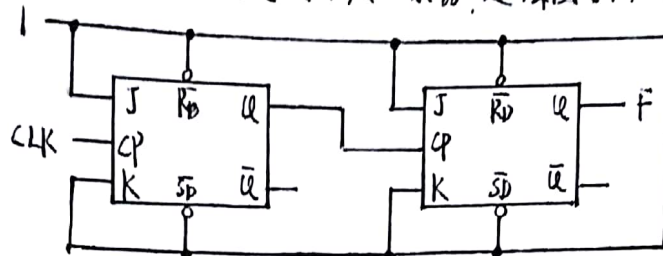 1
J R̅D̅ Q
J R̅D̅ Q F
CLK CP
CP
K S̅D̅ Q̅
K S̅D̅ Q̅